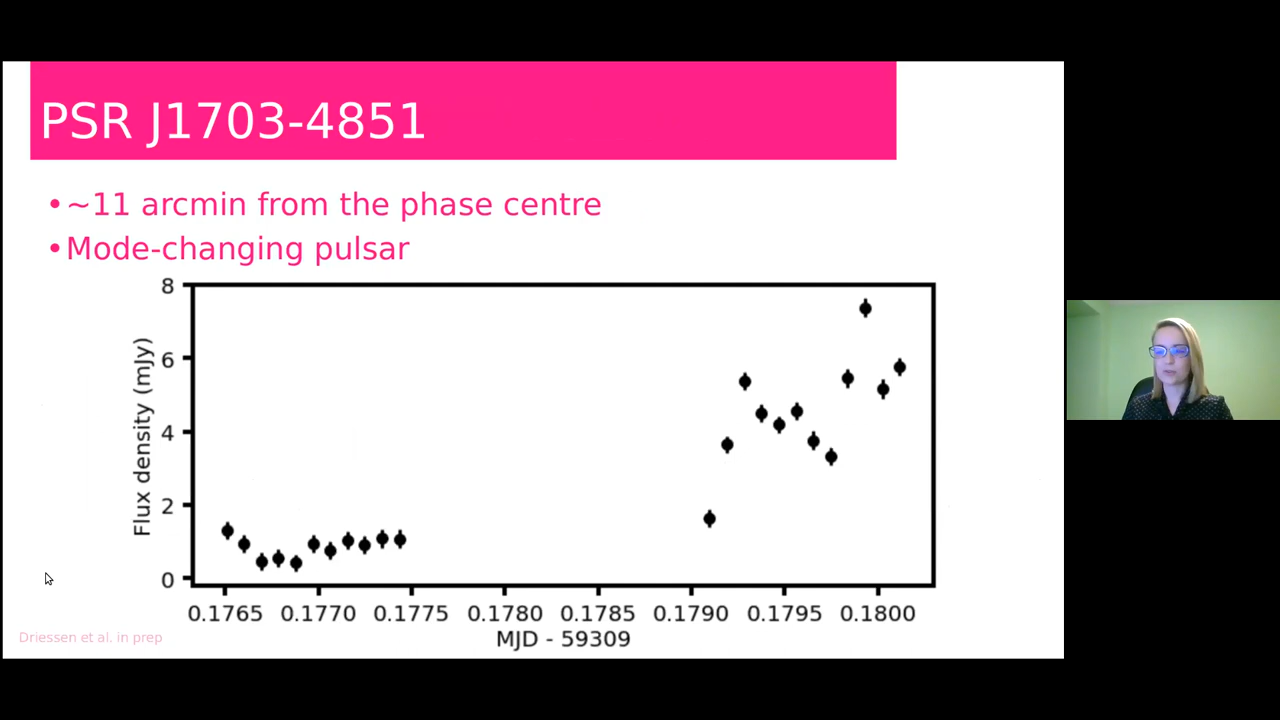 PSR J1703-4851
•~11 arcmin from the phase centre
•Mode-changing pulsar
8
6
4
2
0
Flux density (mJy)
0.1765 0.1770 0.1775 0.1780 0.1785 0.1790 0.1795 0.1800
MJD - 59309
Driessen et al. in prep